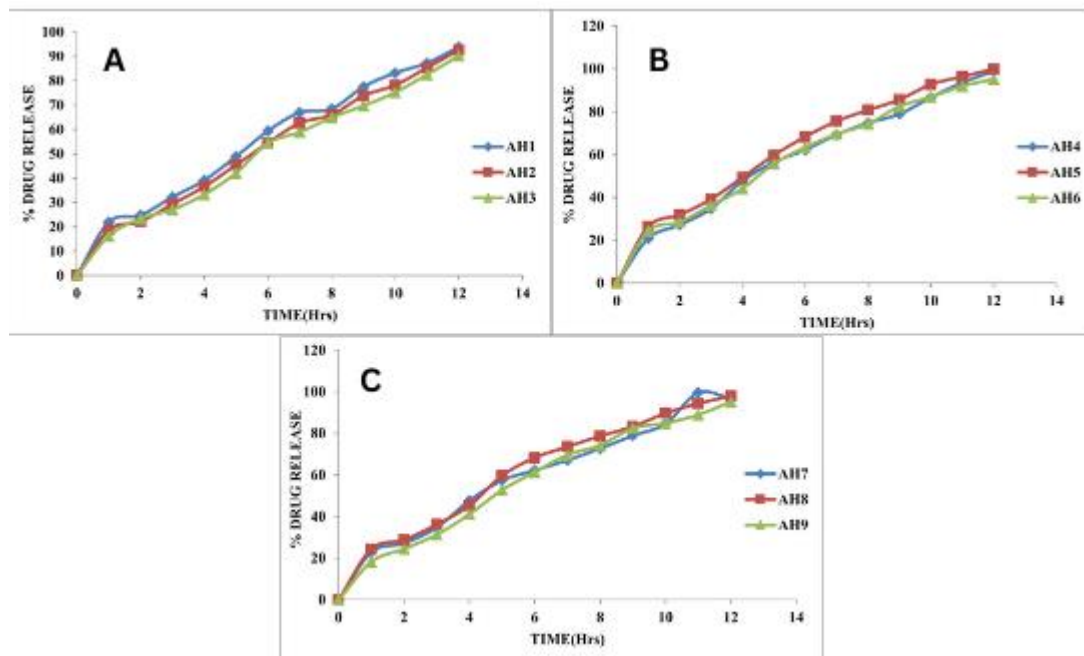 A
% DRUG RELEASE
100
90
80
70
60
50
40
30
20
10
0
0 2 4 6 8 10 12 14
TIME(Hrs)
AH1
AH2
AH3
B
% DRUG RELEASE
120
100
80
60
40
20
0
0 2 4 6 8 10 12 14
TIME(Hrs)
AH4
AH5
AH6
C
% DRUG RELEASE
120
100
80
60
40
20
0
0 2 4 6 8 10 12 14
TIME(Hrs)
AH7
AH8
AH9